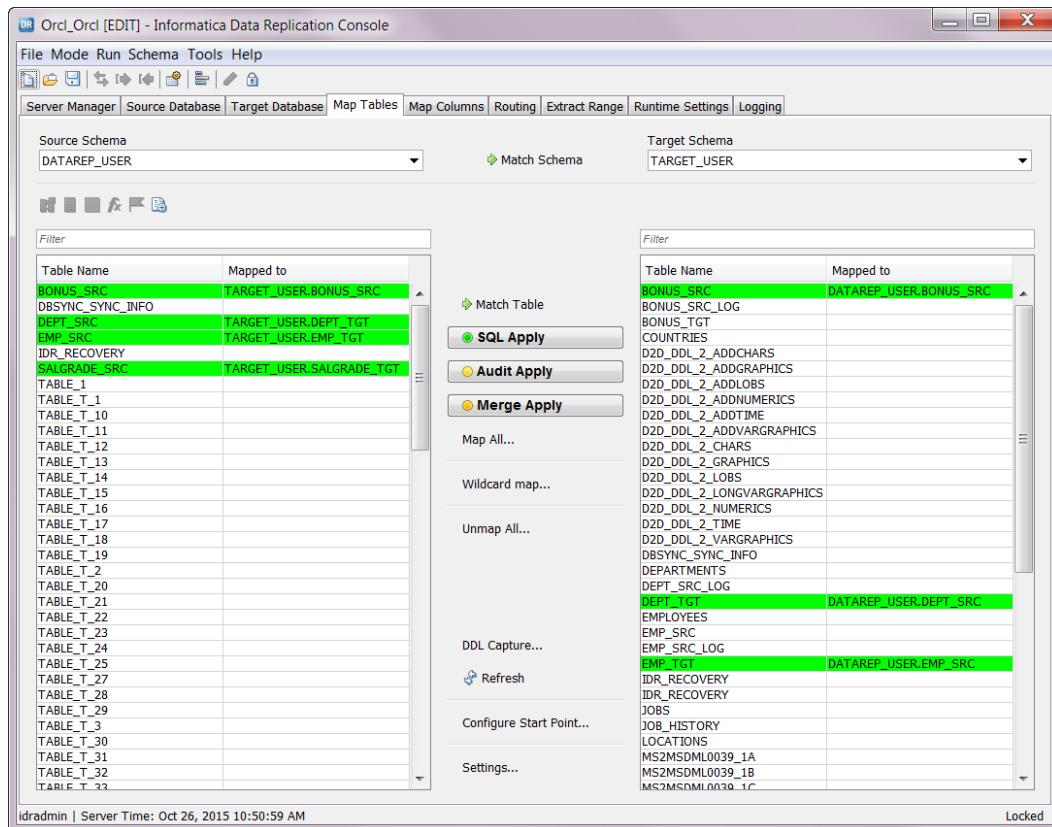 Orcl_Orcl [EDIT] - Informatica Data Replication Console
File Mode Run Schema Tools Help
Server Manager Source Database Target Database Map Tables Map Columns Routing Extract Range Runtime Settings Logging
Source Schema
DATAREP_USER
Match Schema
Target Schema
TARGET_USER
Filter
Table Name Mapped to
BONUS_SRC TARGET_USER.BONUS_SRC
DBSYNC_SYNC_INFO
DEPT_SRC TARGET_USER.DEPT_TGT
EMP_SRC TARGET_USER.EMP_TGT
IDR_RECOVERY
SALGRADE_SRC TARGET_USER.SALGRADE_TGT
TABLE_1
TABLE_T_1
TABLE_T_10
TABLE_T_11
TABLE_T_12
TABLE_T_13
TABLE_T_14
TABLE_T_15
TABLE_T_16
TABLE_T_17
TABLE_T_18
TABLE_T_19
TABLE_T_2
TABLE_T_20
TABLE_T_21
TABLE_T_22
TABLE_T_23
TABLE_T_24
TABLE_T_25
TABLE_T_27
TABLE_T_28
TABLE_T_29
TABLE_T_3
TABLE_T_30
TABLE_T_31
TABLE_T_32
TABLE_T_33
Match Table
SQL Apply
Audit Apply
Merge Apply
Map All...
Wildcard map...
Unmap All...
DDL Capture...
Refresh
Configure Start Point...
Settings...
Filter
Table Name Mapped to
BONUS_SRC DATAREP_USER.BONUS_SRC
BONUS_SRC_LOG
BONUS_TGT
COUNTRIES
D2D_DDL_2_ADDCHARS
D2D_DDL_2_ADDGRAPHICS
D2D_DDL_2_ADDLOBS
D2D_DDL_2_ADDNUMERICS
D2D_DDL_2_ADDTIME
D2D_DDL_2_ADDVARGRAPHICS
D2D_DDL_2_CHARS
D2D_DDL_2_GRAPHICS
D2D_DDL_2_LOBS
D2D_DDL_2_LONGVARGRAPHICS
D2D_DDL_2_NUMERICS
D2D_DDL_2_TIME
D2D_DDL_2_VARGRAPHICS
DBSYNC_SYNC_INFO
DEPARTMENTS
DEPT_SRC_LOG
DEPT_TGT DATAREP_USER.DEPT_SRC
EMPLOYEES
EMP_SRC
EMP_SRC_LOG
EMP_TGT DATAREP_USER.EMP_SRC
IDR_RECOVERY
IDR_RECOVERY
JOBS
JOB_HISTORY
LOCATIONS
MS2MSDML0039_1A
MS2MSDML0039_1B
MS2MSDML0039_1C
idradmin | Server Time: Oct 26, 2015 10:50:59 AM
Locked